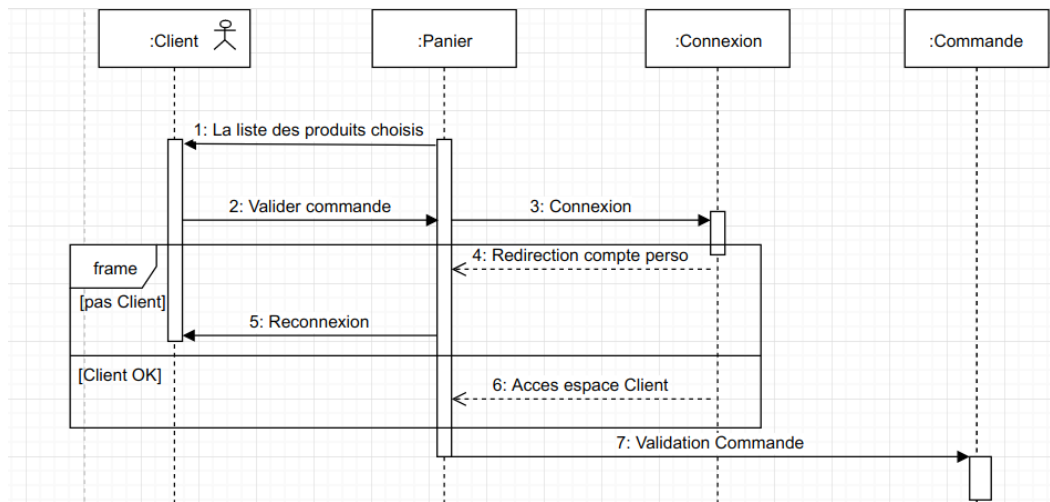 :Client
:Panier
:Connexion
:Commande
1: La liste des produits choisis
2: Valider commande
3: Connexion
4: Redirection compte perso
frame
[pas Client]
5: Reconnexion
[Client OK]
6: Acces espace Client
7: Validation Commande